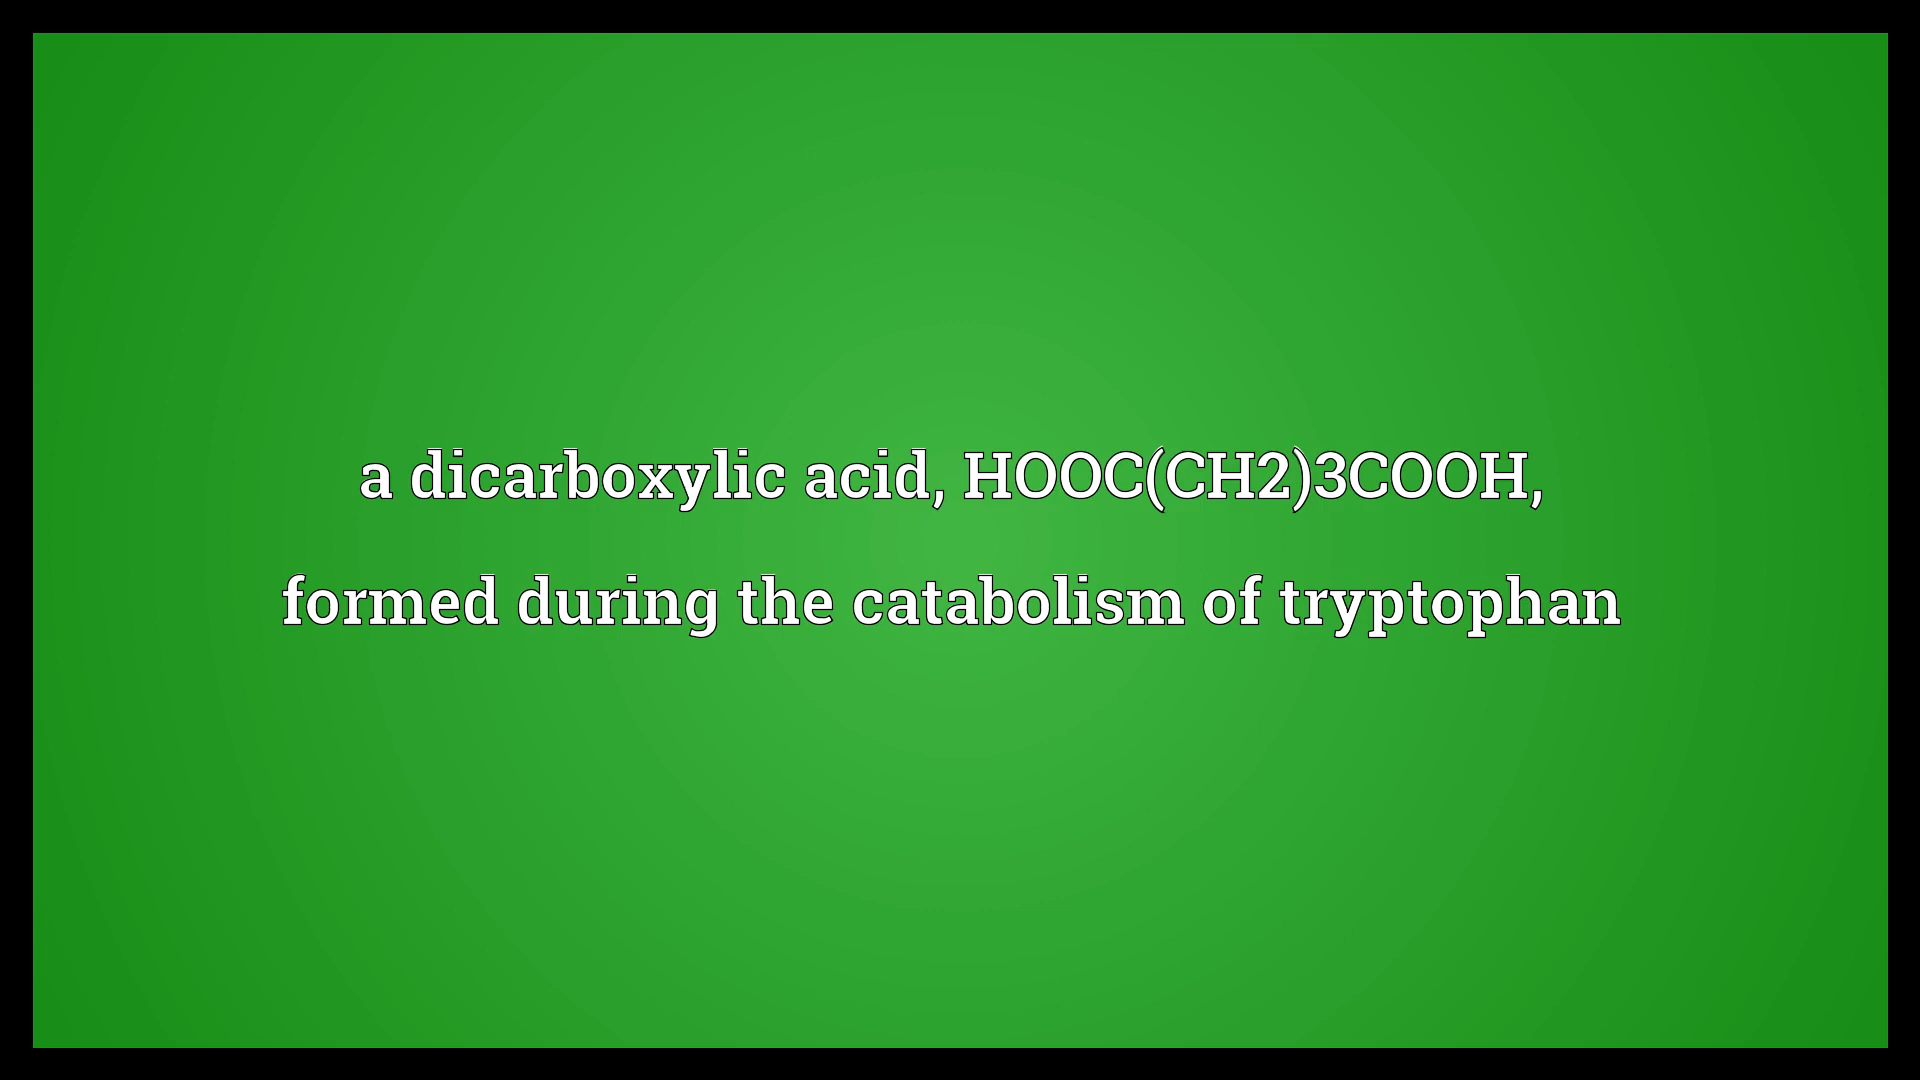 a dicarboxylic acid, HOOC(CH2)3COOH,
formed during the catabolism of tryptophan